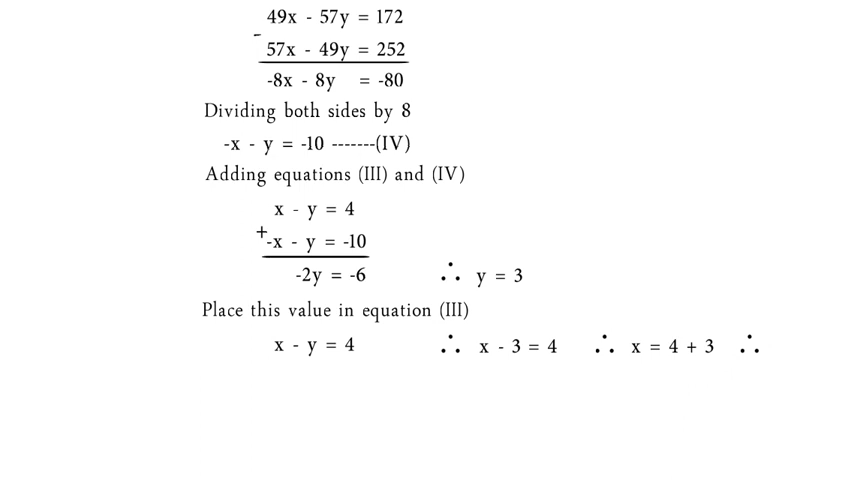 49x - 57y = 172
- 57x - 49y = 252
-8x - 8y = -80
Dividing both sides by 8
-x - y = -10 -------(IV)
Adding equations (III) and (IV)
x - y = 4
+ -x - y = -10
-2y = -6 ∴ y = 3
Place this value in equation (III)
x - y = 4 ∴ x - 3 = 4 ∴ x = 4 + 3 ∴